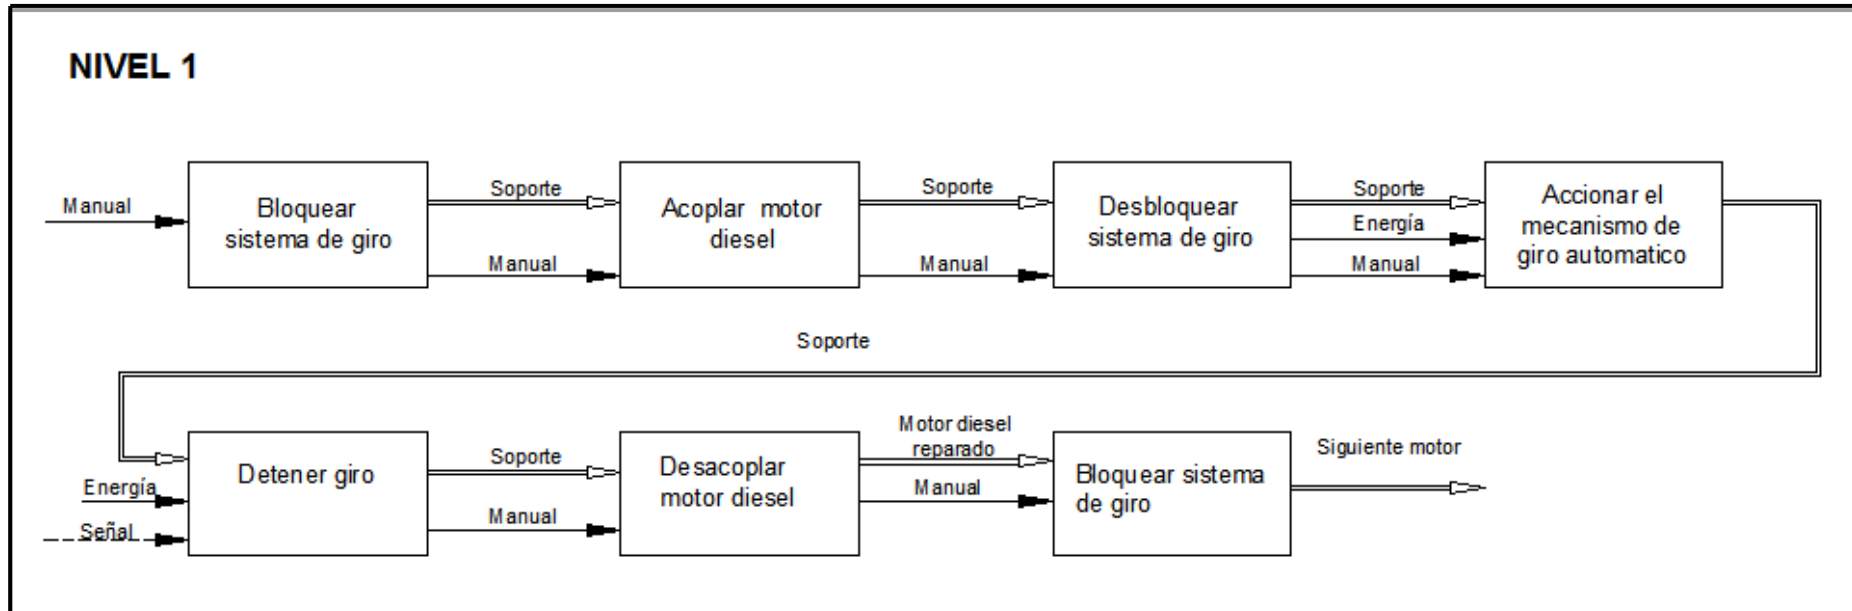 NIVEL 1
Manual
Bloquear
sistema de giro
Soporte
Manual
Acoplar motor
diesel
Soporte
Manual
Desbloquear
sistema de giro
Soporte
Energía
Manual
Accionar el
mecanismo de
giro automatico
Soporte
Energía
Señal
Detener giro
Soporte
Manual
Desacoplar
motor diesel
Motor diesel
reparado
Manual
Bloquear sistema
de giro
Siguiente motor